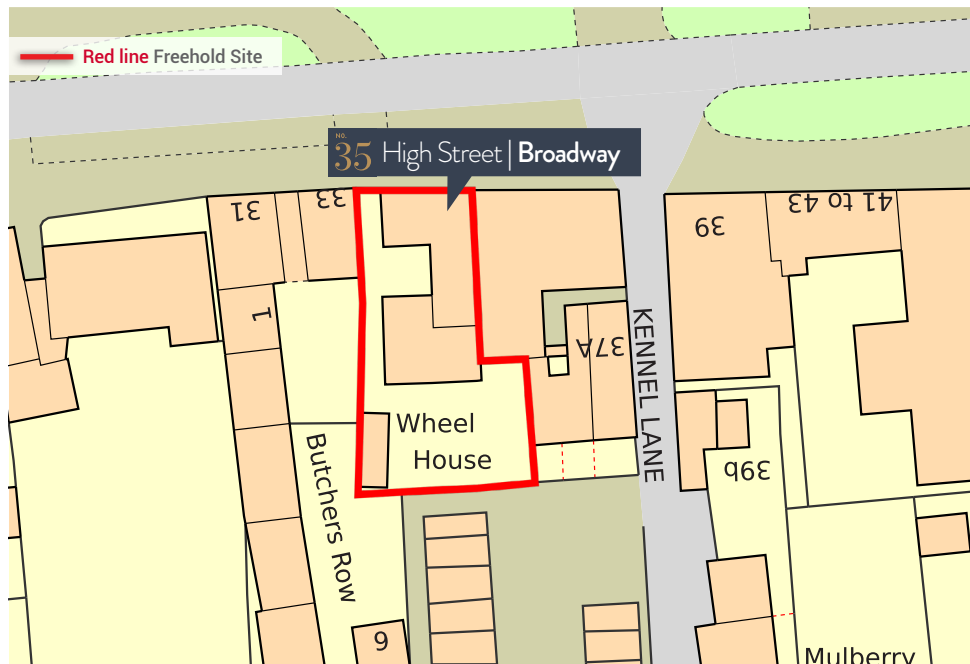 Red line Freehold Site
NO.
35 High Street | Broadway
31
33
39
41 to 43
1
37A
KENNEL LANE
Wheel
House
39b
Butchers Row
6
Mulberry